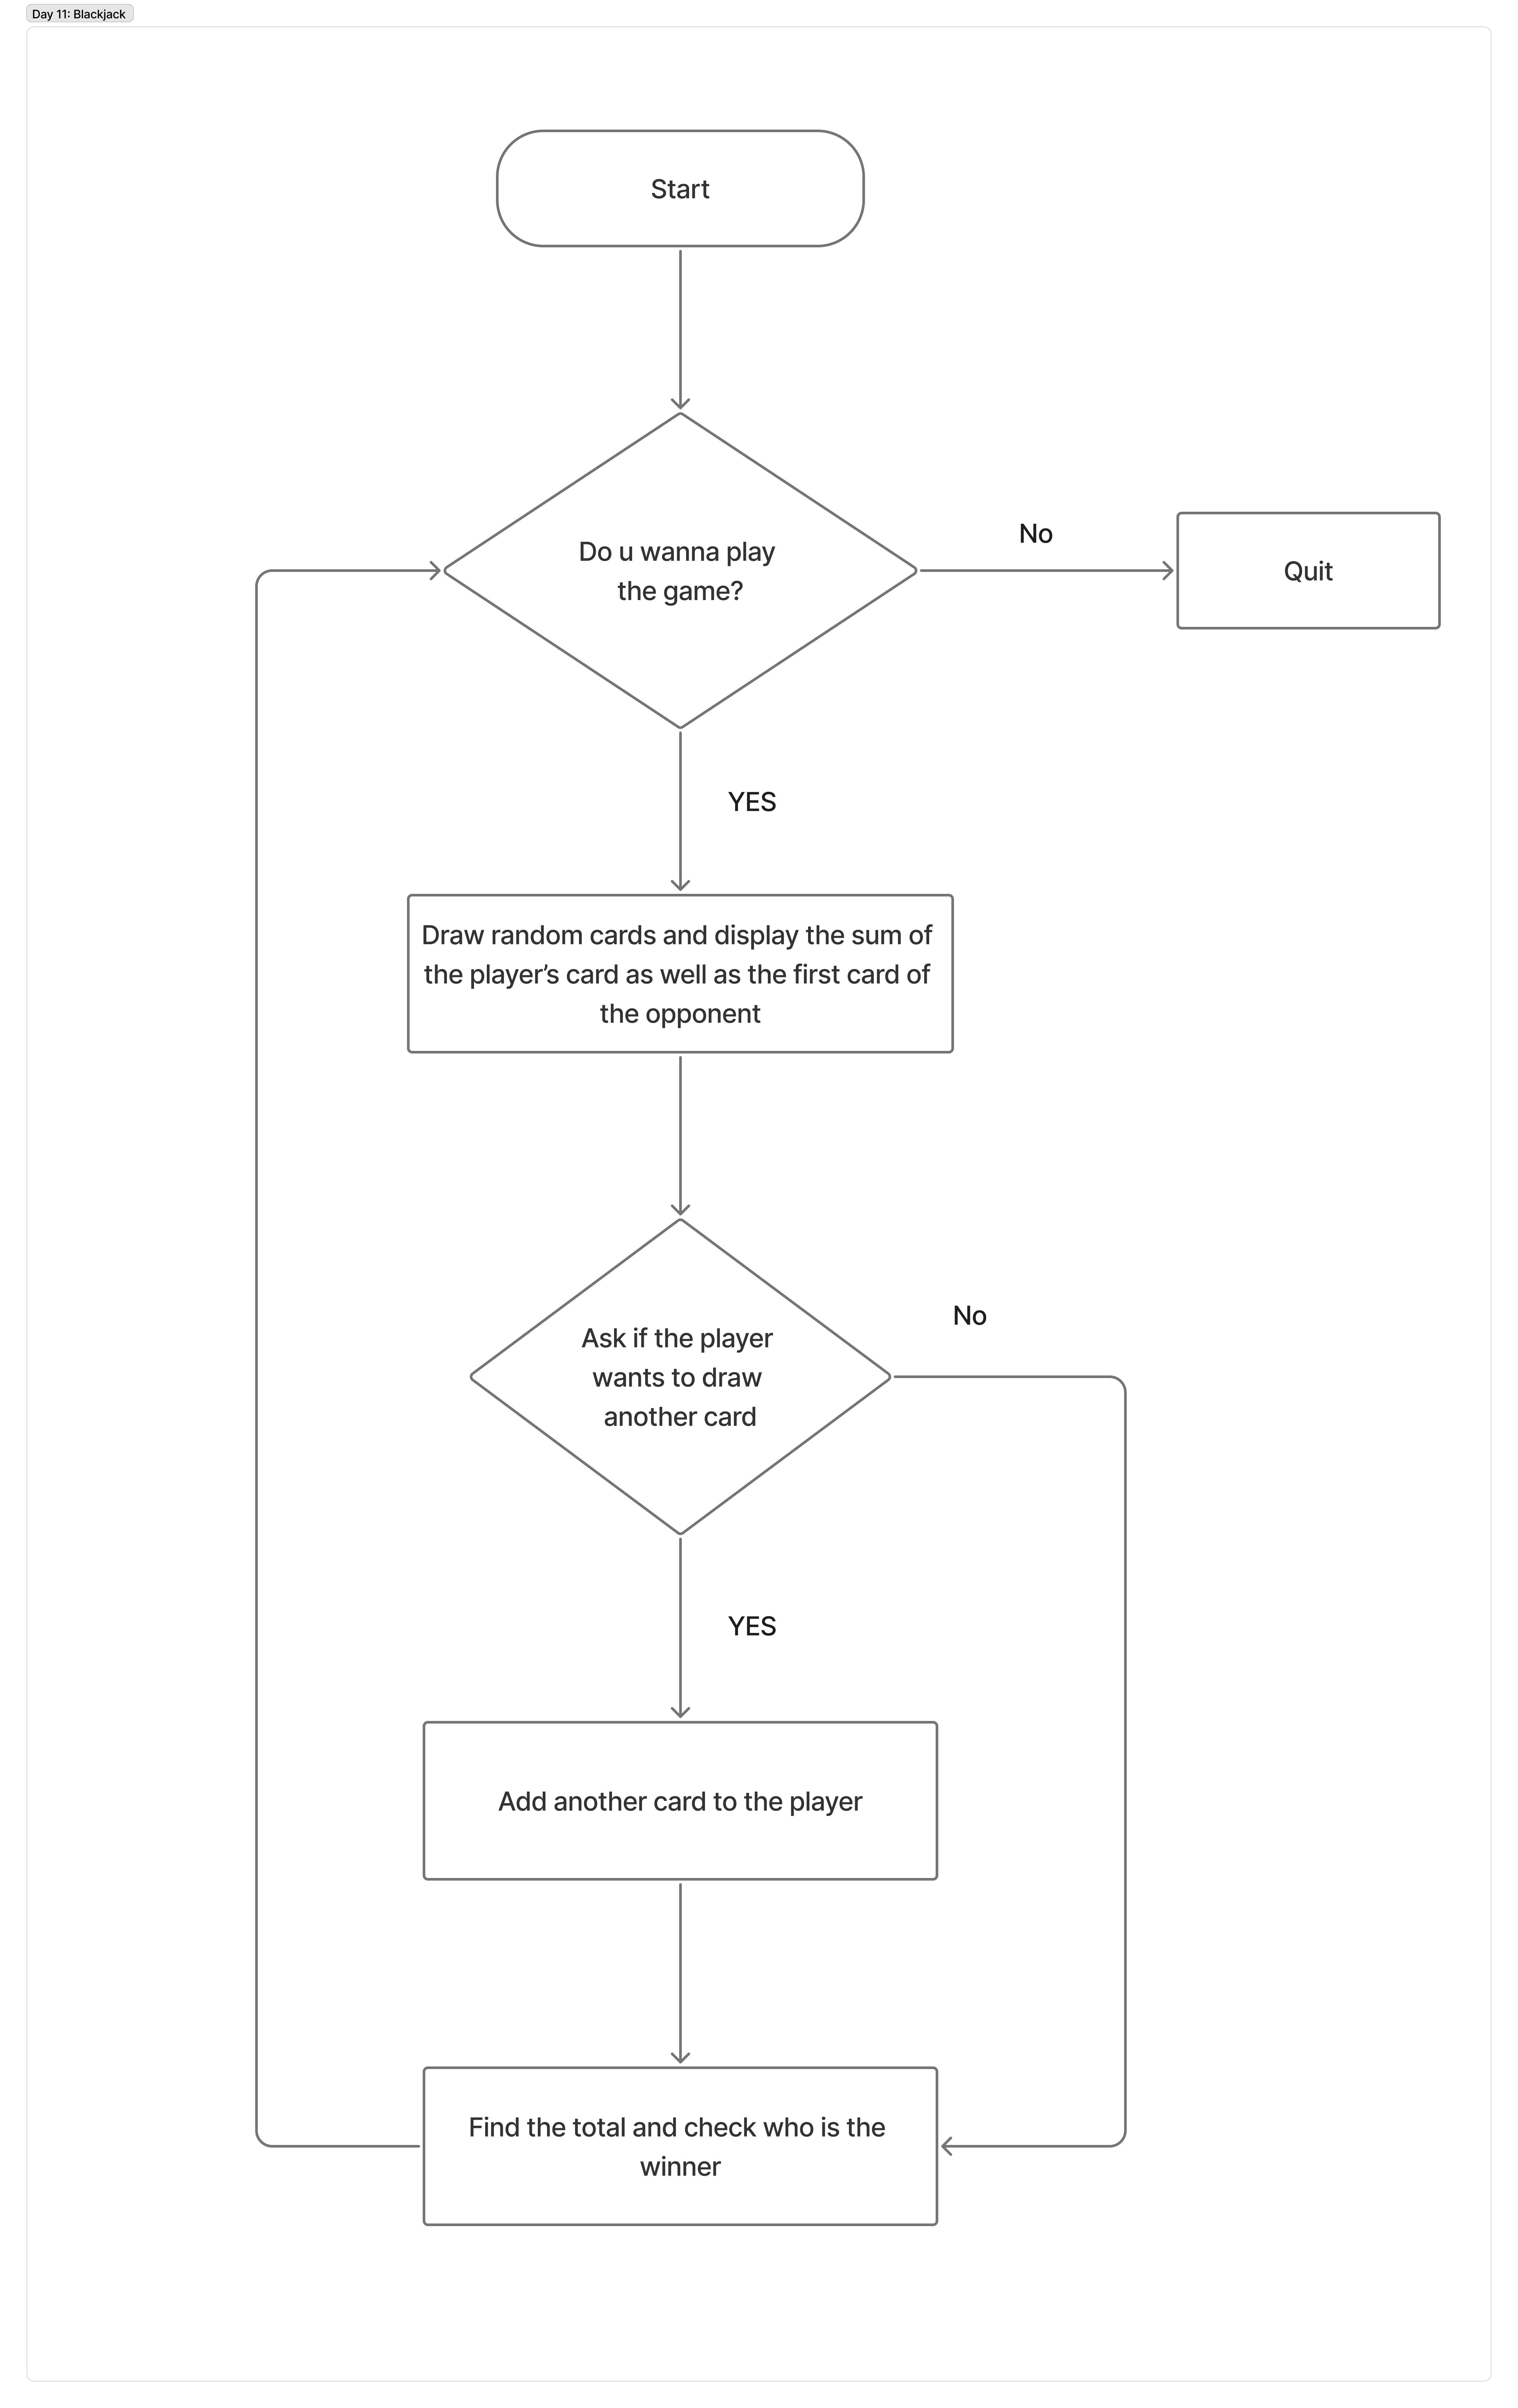 Day 11: Blackjack
Start
Do u wanna play
the game?
No
Quit
YES
Draw random cards and display the sum of
the player’s card as well as the first card of
the opponent
Ask if the player
wants to draw
another card
No
YES
Add another card to the player
Find the total and check who is the
winner